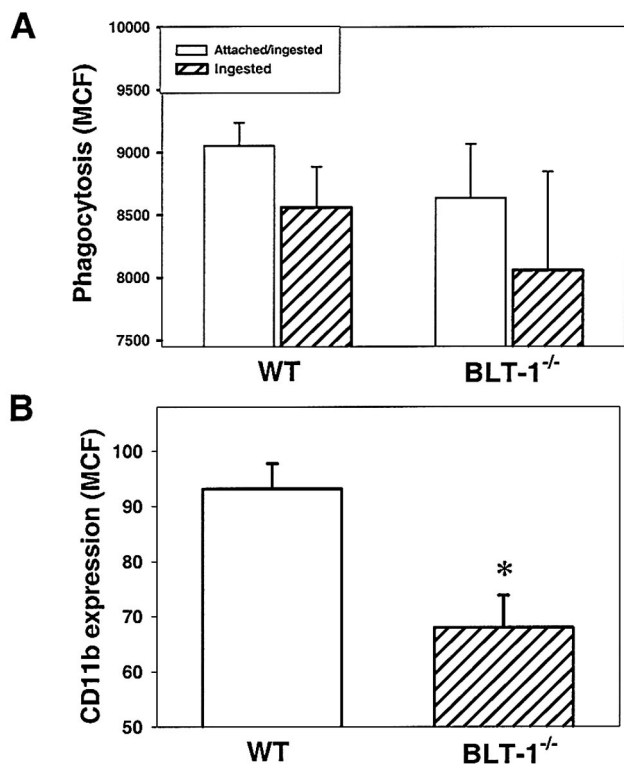 A
10000
9500
9000
8500
8000
7500
Phagocytosis (MCF)
Attached/ingested
Ingested
WT BLT-1-/-
B
100
90
80
70
60
50
CD11b expression (MCF)
*
WT BLT-1-/-